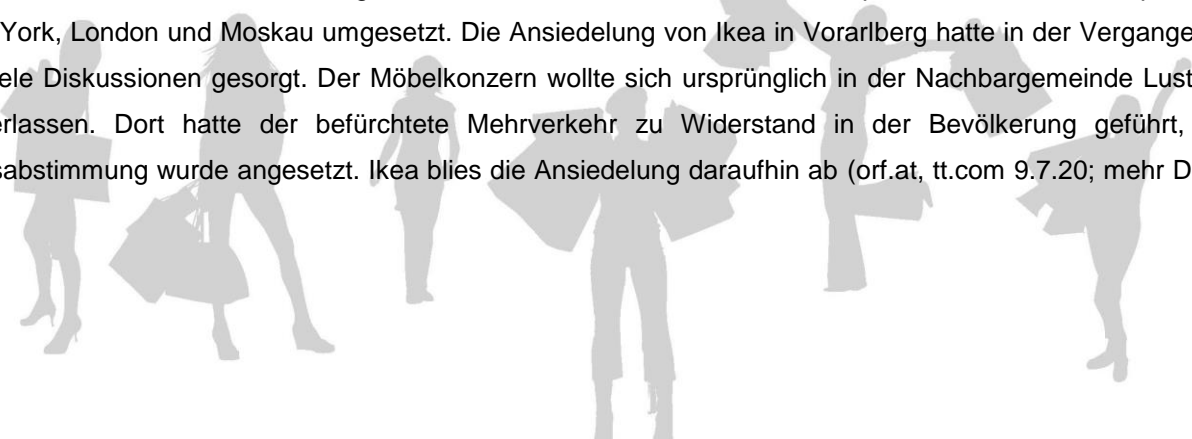 York, London und Moskau umgesetzt. Die Ansiedelung von Ikea in Vorarlberg hatte in der Vergange
ele Diskussionen gesorgt. Der Möbelkonzern wollte sich ursprünglich in der Nachbargemeinde Lust
erlassen. Dort hatte der befürchtete Mehrverkehr zu Widerstand in der Bevölkerung geführt,
sabstimmung wurde angesetzt. Ikea blies die Ansiedelung daraufhin ab (orf.at, tt.com 9.7.20; mehr D